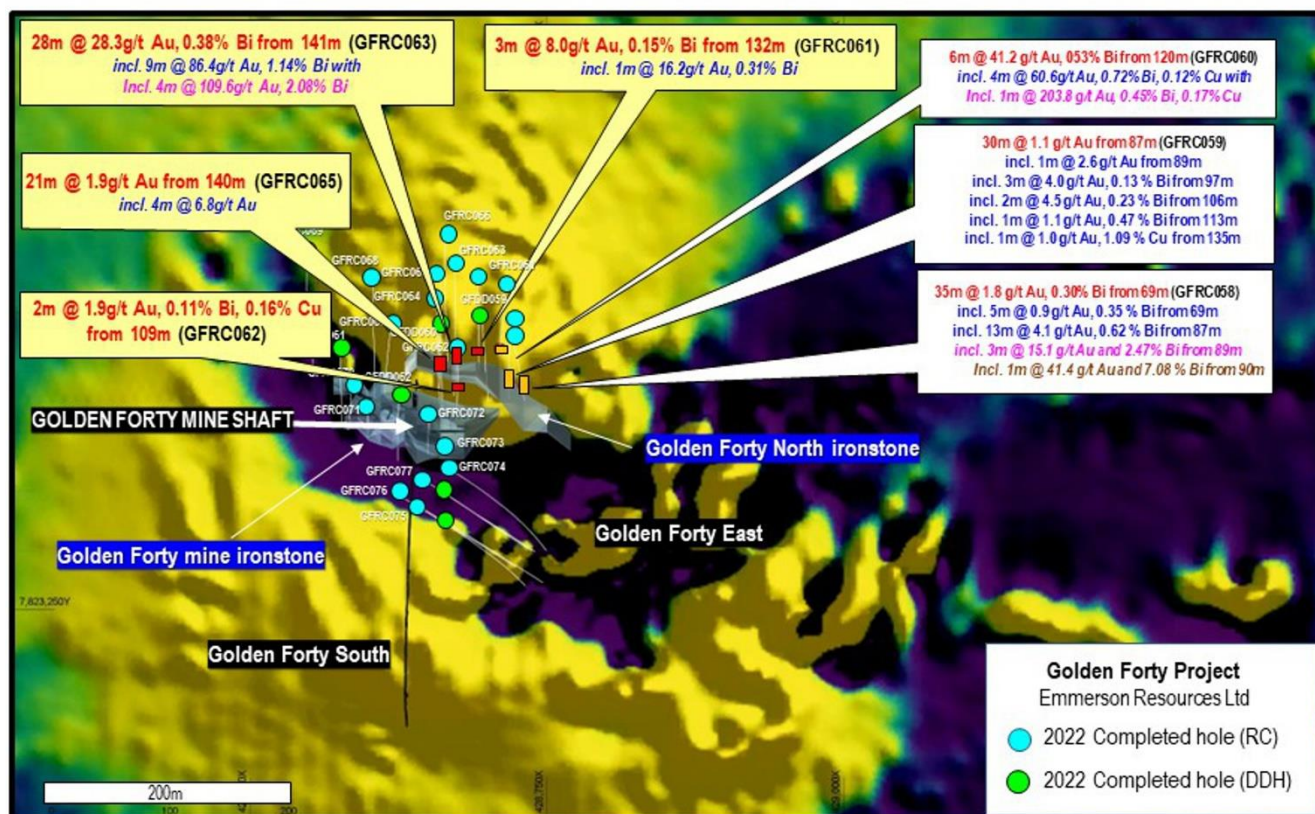 28m @ 28.3g/t Au, 0.38% Bi from 141m (GFRC063)
incl. 9m @ 86.4g/t Au, 1.14% Bi with
Incl. 4m @ 109.6g/t Au, 2.08% Bi
3m @ 8.0g/t Au, 0.15% Bi from 132m (GFRC061)
incl. 1m @ 16.2g/t Au, 0.31% Bi
6m @ 41.2 g/t Au, 053% Bi from 120m (GFRC060)
incl. 4m @ 60.6g/t Au, 0.72% Bi, 0.12% Cu with
Incl. 1m @ 203.8 g/t Au, 0.45% Bi, 0.17% Cu
30m @ 1.1 g/t Au from 87m (GFRC059)
incl. 1m @ 2.6 g/t Au from 89m
incl. 3m @ 4.0 g/t Au, 0.13 % Bi from 97m
incl. 2m @ 4.5 g/t Au, 0.23 % Bi from 106m
incl. 1m @ 1.1 g/t Au, 0.47 % Bi from 113m
incl. 1m @ 1.0 g/t Au, 1.09 % Cu from 135m
21m @ 1.9g/t Au from 140m (GFRC065)
incl. 4m @ 6.8g/t Au
35m @ 1.8 g/t Au, 0.30% Bi from 69m (GFRC058)
incl. 5m @ 0.9 g/t Au, 0.35 % Bi from 69m
incl. 13m @ 4.1 g/t Au, 0.62 % Bi from 87m
incl. 3m @ 15.1 g/t Au and 2.47% Bi from 89m
Incl. 1m @ 41.4 g/t Au and 7.08 % Bi from 90m
2m @ 1.9g/t Au, 0.11% Bi, 0.16% Cu
from 109m (GFRC062)
GFRC066
GFRC063
GFRC068
GFRC064
GFDD059
GFRC062
GFRC071
GFRC072
GOLDEN FORTY MINE SHAFT
GFRC073
Golden Forty North ironstone
GFRC074
GFRC077
GFRC076
GFRC075
Golden Forty East
Golden Forty mine ironstone
7,823,250Y
Golden Forty South
Golden Forty Project
Emmerson Resources Ltd
2022 Completed hole (RC)
2022 Completed hole (DDH)
200m
100
200
428,750X
429,000X